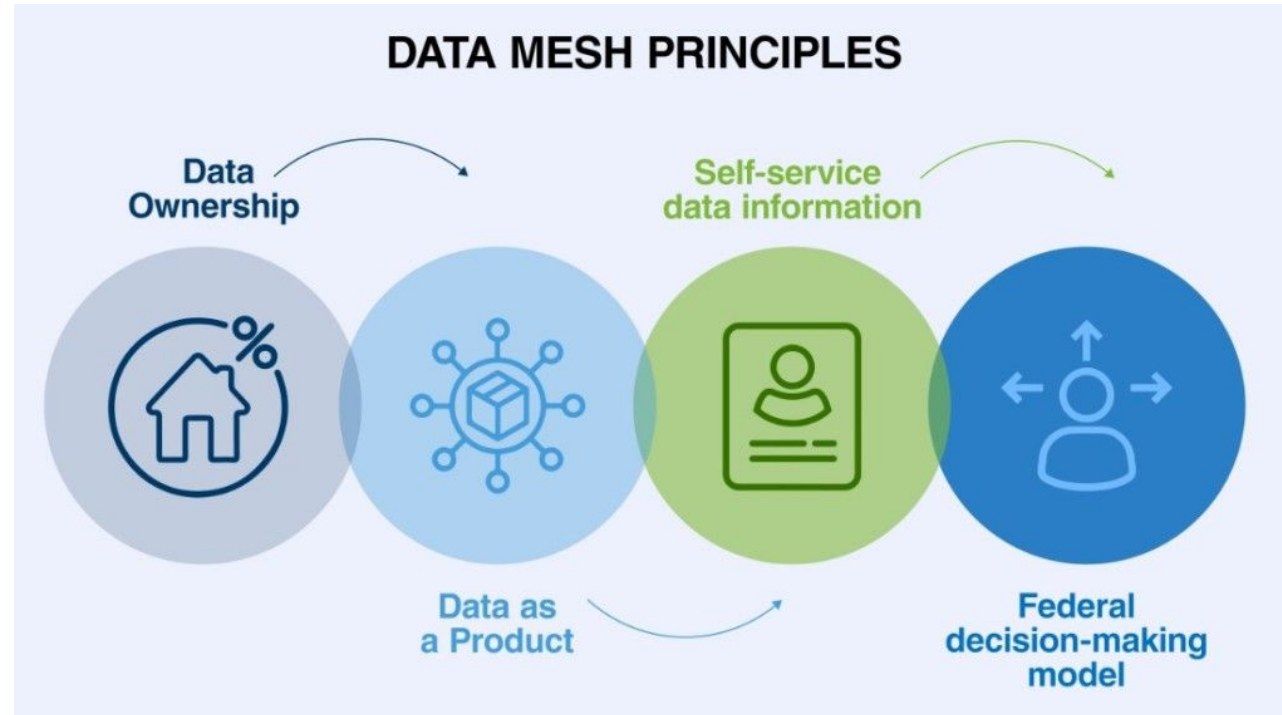 DATA MESH PRINCIPLES
Data
Ownership
Self-service
data information
%
Data as
a Product
Federal
decision-making
model